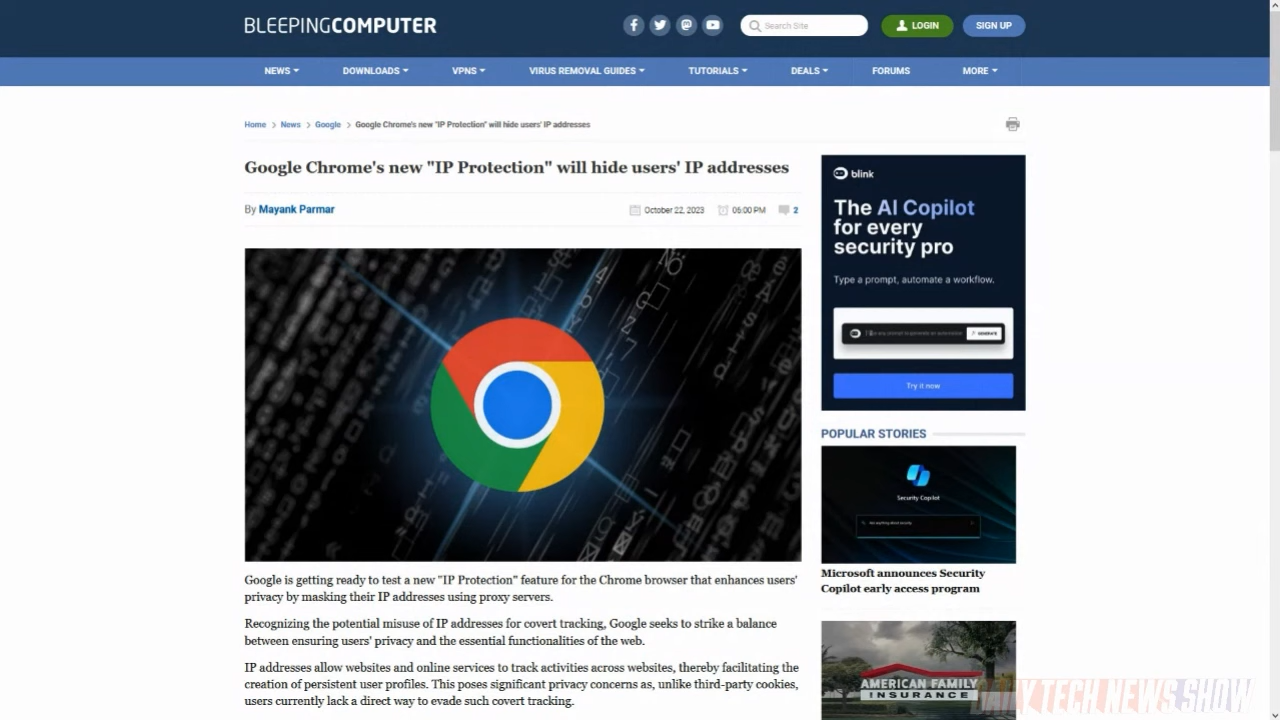 BLEEPINGCOMPUTER
Search Site
LOGIN
SIGN UP
NEWS
DOWNLOADS
VPNS
VIRUS REMOVAL GUIDES
TUTORIALS
DEALS
FORUMS
MORE
Home > News > Google > Google Chrome's new "IP Protection" will hide users' IP addresses
Google Chrome's new "IP Protection" will hide users' IP addresses
By Mayank Parmar
October 22, 2023
05:00 PM
2
Google is getting ready to test a new "IP Protection" feature for the Chrome browser that enhances users'
privacy by masking their IP addresses using proxy servers.
Recognizing the potential misuse of IP addresses for covert tracking, Google seeks to strike a balance
between ensuring users' privacy and the essential functionalities of the web.
IP addresses allow websites and online services to track activities across websites, thereby facilitating the
creation of persistent user profiles. This poses significant privacy concerns as, unlike third-party cookies,
users currently lack a direct way to evade such covert tracking.
blink
The AI Copilot
for every
security pro
Type a prompt, automate a workflow.
GENERATE
Try it now
POPULAR STORIES
Security Copilot
Microsoft announces Security
Copilot early access program
AMERICAN FAMILY
INSURANCE
DAILY TECH NEWS SHOW